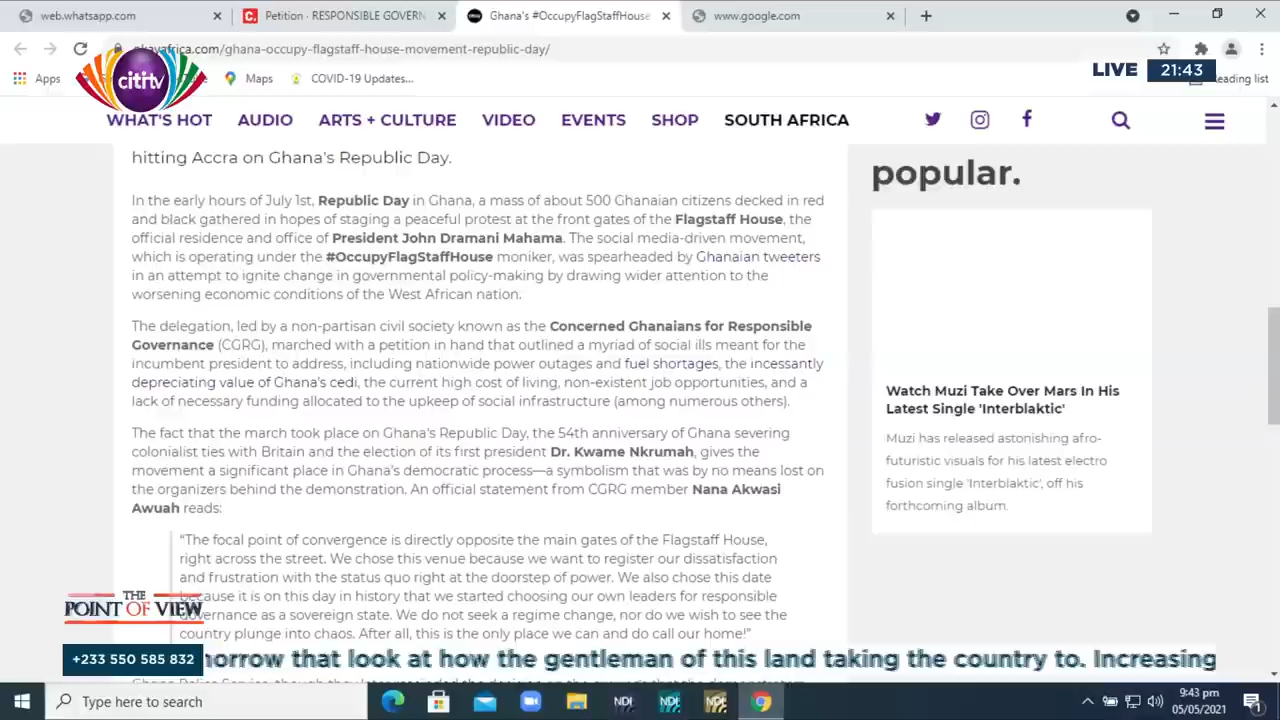 web.whatsapp.com
Petition · RESPONSIBLE GOVERN
Ghana's #OccupyFlagStaffHouse
www.google.com
okayafrica.com/ghana-occupy-flagstaff-house-movement-republic-day/
Apps
Maps
COVID-19 Updates...
Reading list
citi tv
LIVE 21:43
WHAT'S HOT
AUDIO
ARTS + CULTURE
VIDEO
EVENTS
SHOP
SOUTH AFRICA
hitting Accra on Ghana's Republic Day.
In the early hours of July 1st, Republic Day in Ghana, a mass of about 500 Ghanaian citizens decked in red
and black gathered in hopes of staging a peaceful protest at the front gates of the Flagstaff House, the
official residence and office of President John Dramani Mahama. The social media-driven movement,
which is operating under the #OccupyFlagStaffHouse moniker, was spearheaded by Ghanaian tweeters
in an attempt to ignite change in governmental policy-making by drawing wider attention to the
worsening economic conditions of the West African nation.
The delegation, led by a non-partisan civil society known as the Concerned Ghanaians for Responsible
Governance (CGRG), marched with a petition in hand that outlined a myriad of social ills meant for the
incumbent president to address, including nationwide power outages and fuel shortages, the incessantly
depreciating value of Ghana's cedi, the current high cost of living, non-existent job opportunities, and a
lack of necessary funding allocated to the upkeep of social infrastructure (among numerous others).
The fact that the march took place on Ghana's Republic Day, the 54th anniversary of Ghana severing
colonialist ties with Britain and the election of its first president Dr. Kwame Nkrumah, gives the
movement a significant place in Ghana's democratic process—a symbolism that was by no means lost on
the organizers behind the demonstration. An official statement from CGRG member Nana Akwasi
Awuah reads:
"The focal point of convergence is directly opposite the main gates of the Flagstaff House,
right across the street. We chose this venue because we want to register our dissatisfaction
and frustration with the status quo right at the doorstep of power. We also chose this date
because it is on this day in history that we started choosing our own leaders for responsible
governance as a sovereign state. We do not seek a regime change, nor do we wish to see the
country plunge into chaos. After all, this is the only place we can and do call our home!"
popular.
Watch Muzi Take Over Mars In His
Latest Single 'Interblaktic'
Muzi has released astonishing afro-
futuristic visuals for his latest electro
fusion single 'Interblaktic', off his
forthcoming album.
THE
POINT OF VIEW
+233 550 585 832
horrow that look at how the gentleman of this land taking the country to. Increasing
Type here to search
NDI
NDI
NDI
9:43 pm
05/05/2021
1